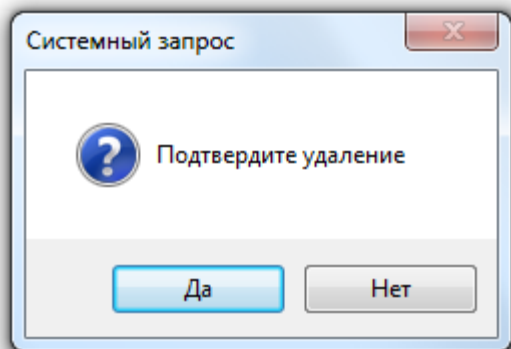 Системный запрос
Подтвердите удаление
Да Нет